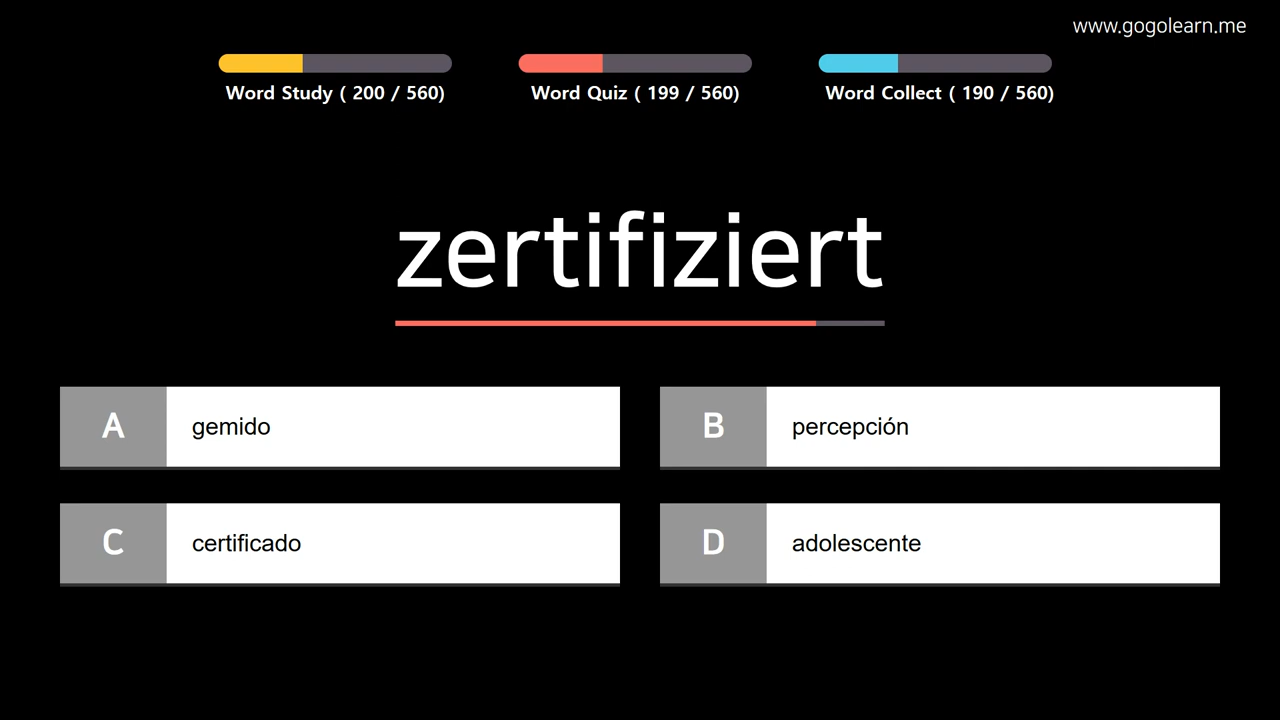 www.gogolearn.me
Word Study ( 200 / 560)
Word Quiz ( 199 / 560)
Word Collect ( 190 / 560)
zertifiziert
A
gemido
B
percepción
C
certificado
D
adolescente